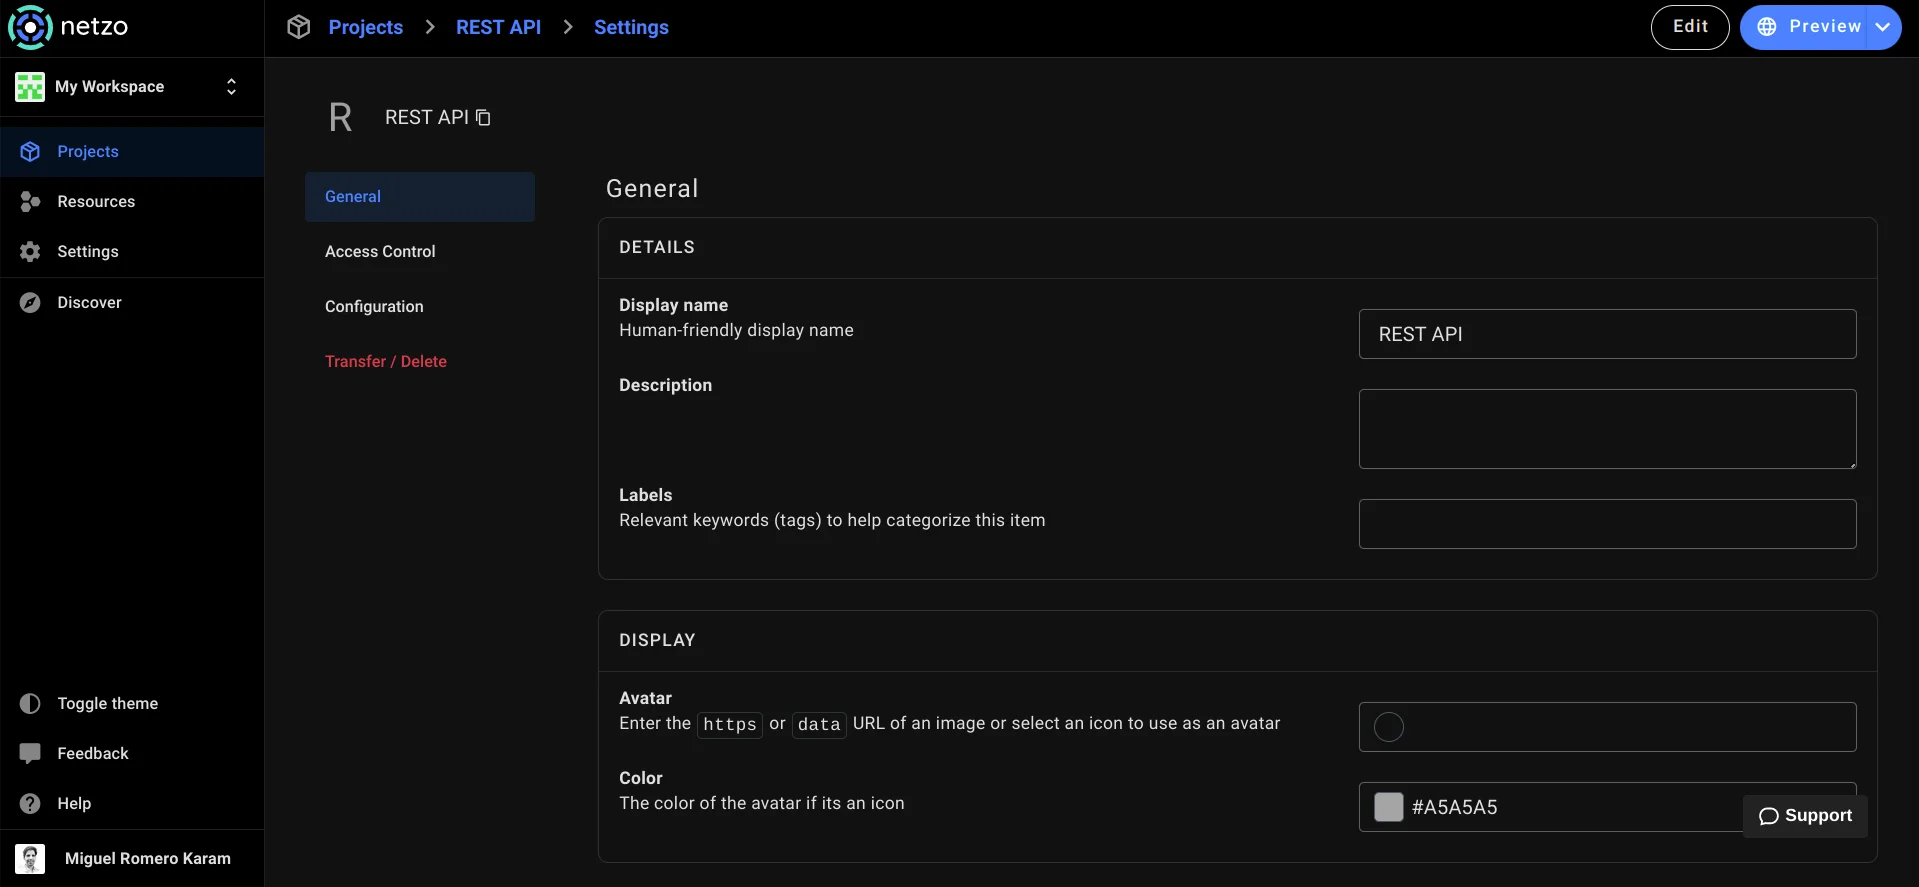 netzo
Projects > REST API > Settings
Edit
Preview
My Workspace
Projects
Resources
Settings
Discover
Toggle theme
Feedback
Help
Miguel Romero Karam
R
REST API
General
Access Control
Configuration
Transfer / Delete
General
DETAILS
Display name
Human-friendly display name
REST API
Description
Labels
Relevant keywords (tags) to help categorize this item
DISPLAY
Avatar
Enter the https or data URL of an image or select an icon to use as an avatar
Color
The color of the avatar if its an icon
#A5A5A5
Support